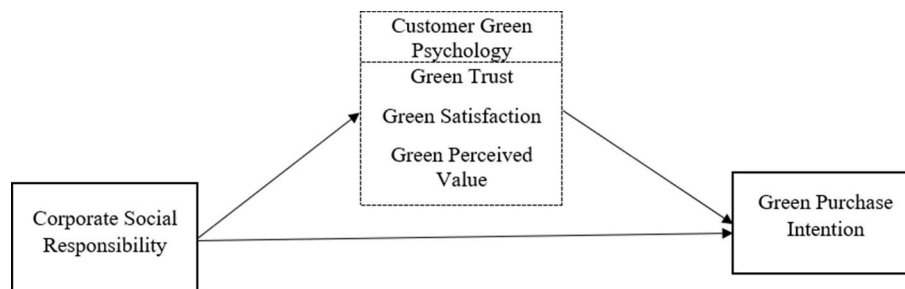 Customer Green
Psychology
Green Trust
Green Satisfaction
Green Perceived
Value
Corporate Social
Responsibility
Green Purchase
Intention